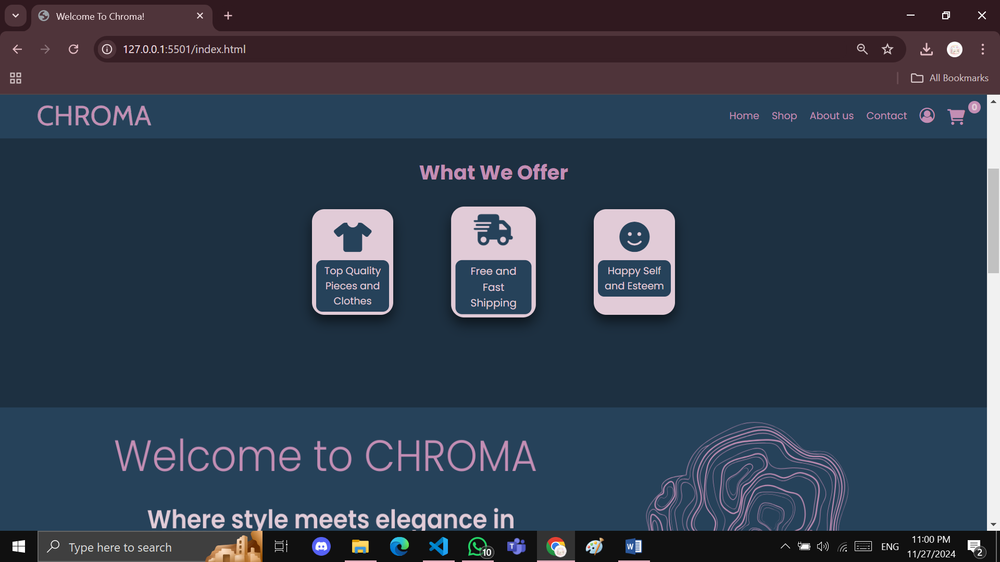 Welcome To Chroma!
127.0.0.1:5501/index.html
All Bookmarks
CHROMA
Home Shop About us Contact 0
What We Offer
Top Quality
Pieces and
Clothes
Free and
Fast
Shipping
Happy Self
and Esteem
Welcome to CHROMA
Where style meets elegance in
Type here to search
10
ENG
11:00 PM
11/27/2024
2